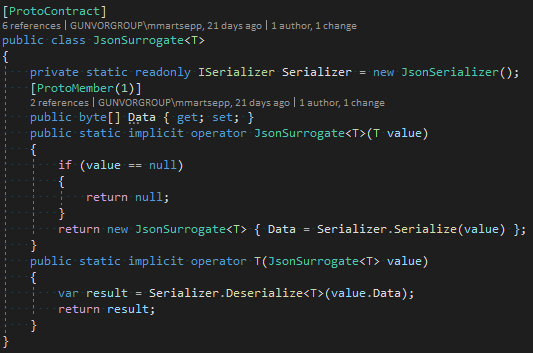 [ProtoContract]
6 references | GUNVORGROUP\mmartsepp, 21 days ago | 1 author, 1 change
public class JsonSurrogate<T>
{
    private static readonly ISerializer Serializer = new JsonSerializer();
    [ProtoMember(1)]
    2 references | GUNVORGROUP\mmartsepp, 21 days ago | 1 author, 1 change
    public byte[] Data { get; set; }
    public static implicit operator JsonSurrogate<T>(T value)
    {
        if (value == null)
        {
            return null;
        }
        return new JsonSurrogate<T> { Data = Serializer.Serialize(value) };
    }
    public static implicit operator T(JsonSurrogate<T> value)
    {
        var result = Serializer.Deserialize<T>(value.Data);
        return result;
    }
}